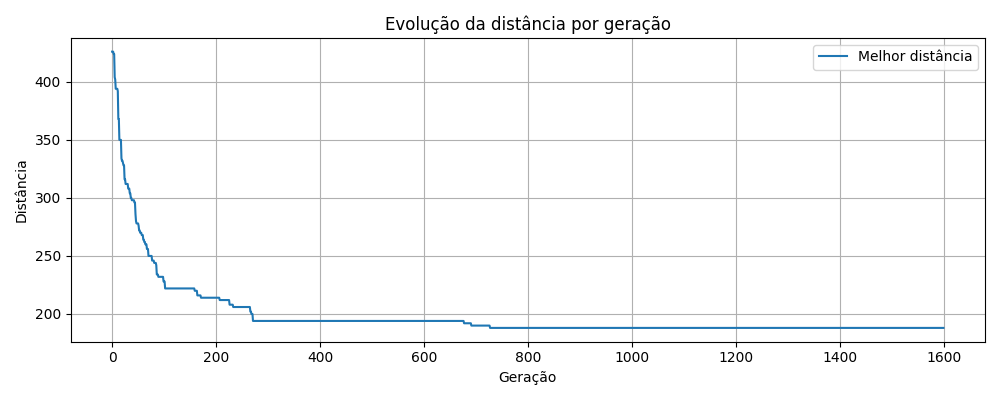 Evolução da distância por geração
Melhor distância
Distância
400
350
300
250
200
0 200 400 600 800 1000 1200 1400 1600
Geração